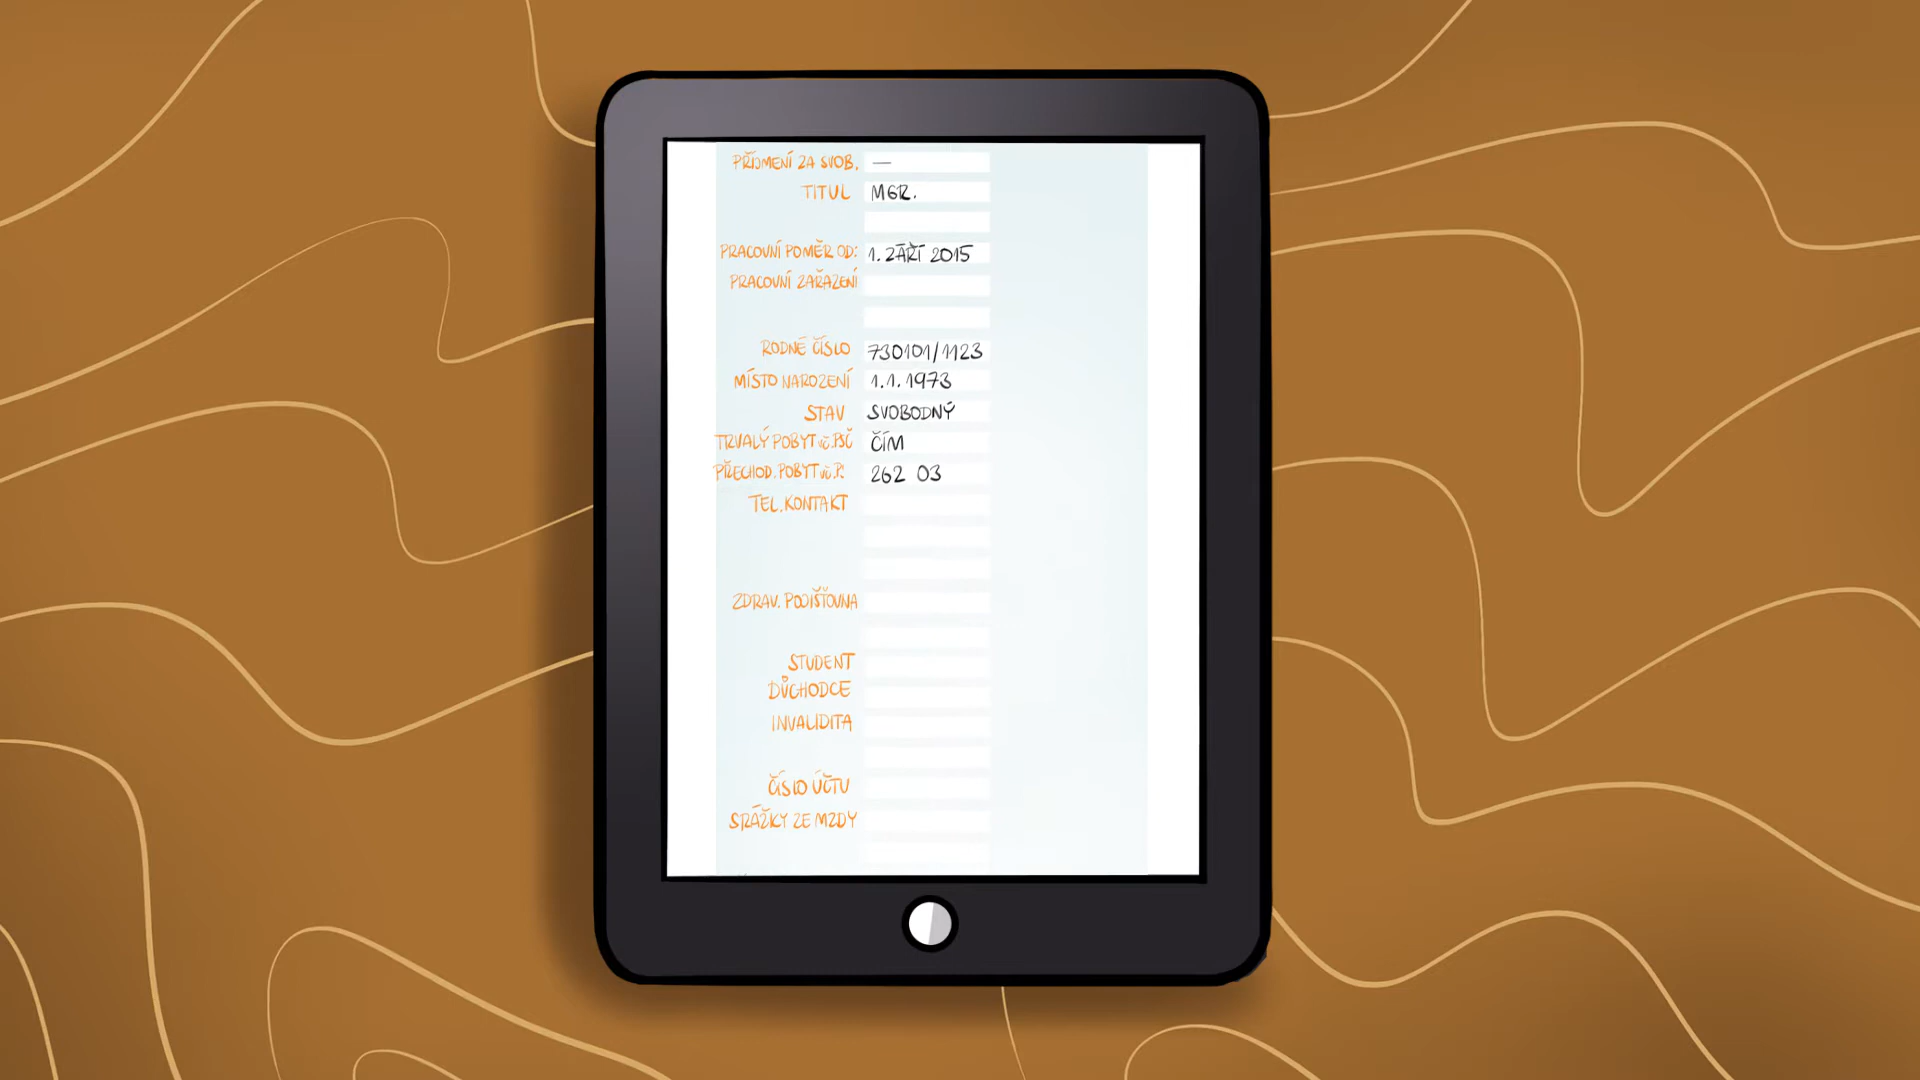 PŘÍJMENÍ ZA SVOB. —
TITUL MGR.
PRACOVNÍ POMĚR OD: 1. ZÁŘÍ 2015
PRACOVNÍ ZAŘAZENÍ
RODNÉ ČÍSLO 730101/1123
MÍSTO NAROZENÍ 1.1.1973
STAV SVOBODNÝ
TRVALÝ POBYT vč. PSČ ČÍM
PŘECHOD. POBYT vč. P. 262 03
TEL. KONTAKT
ZDRAV. POJIŠŤOVNA
STUDENT
DŮCHODCE
INVALIDITA
ČÍSLO ÚČTU
SRÁŽKY ZE MZDY